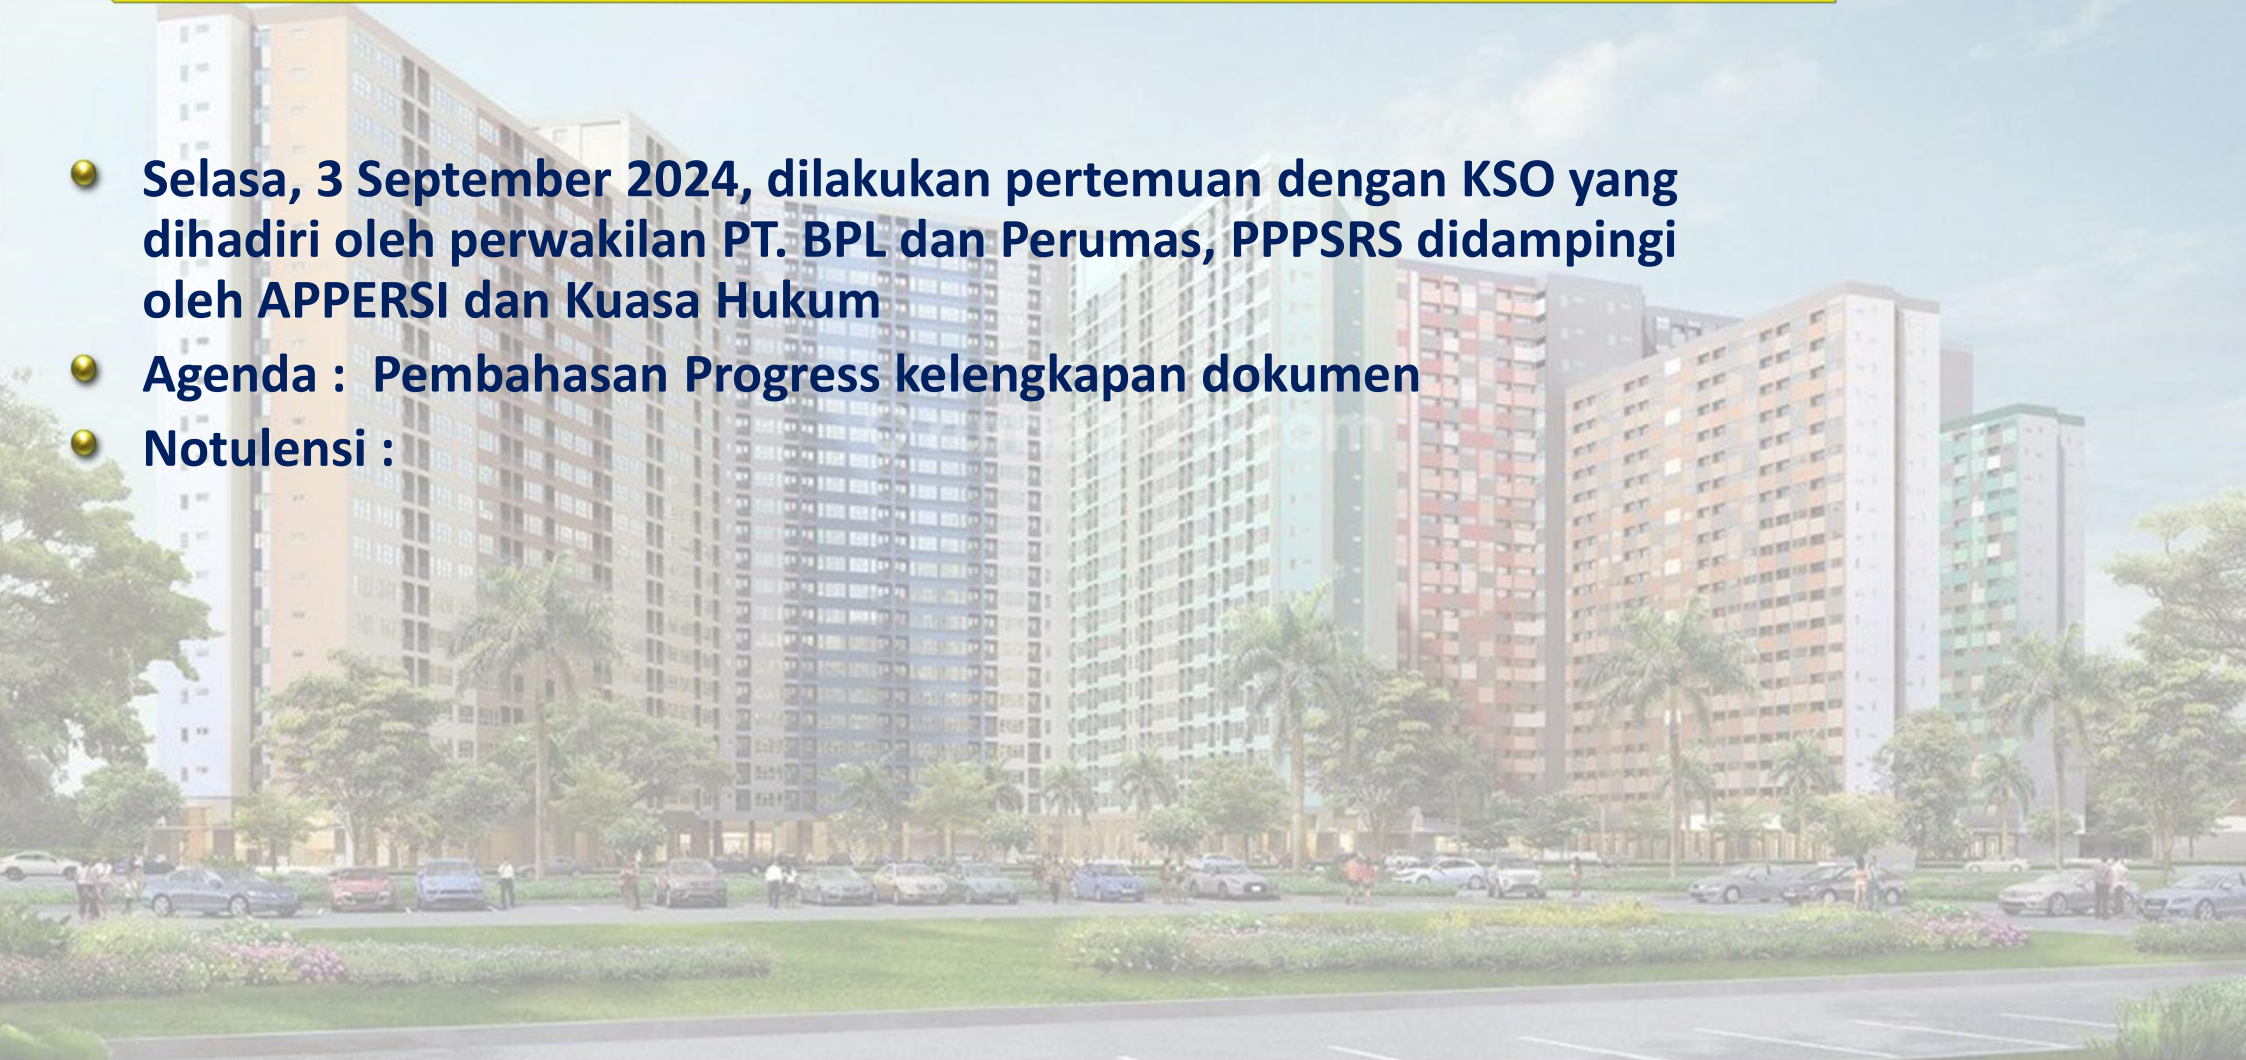 Selasa, 3 September 2024, dilakukan pertemuan dengan KSO yang
dihadiri oleh perwakilan PT. BPL dan Perumas, PPPSRS didampingi
oleh APPERSI dan Kuasa Hukum
Agenda :  Pembahasan Progress kelengkapan dokumen
Notulensi :